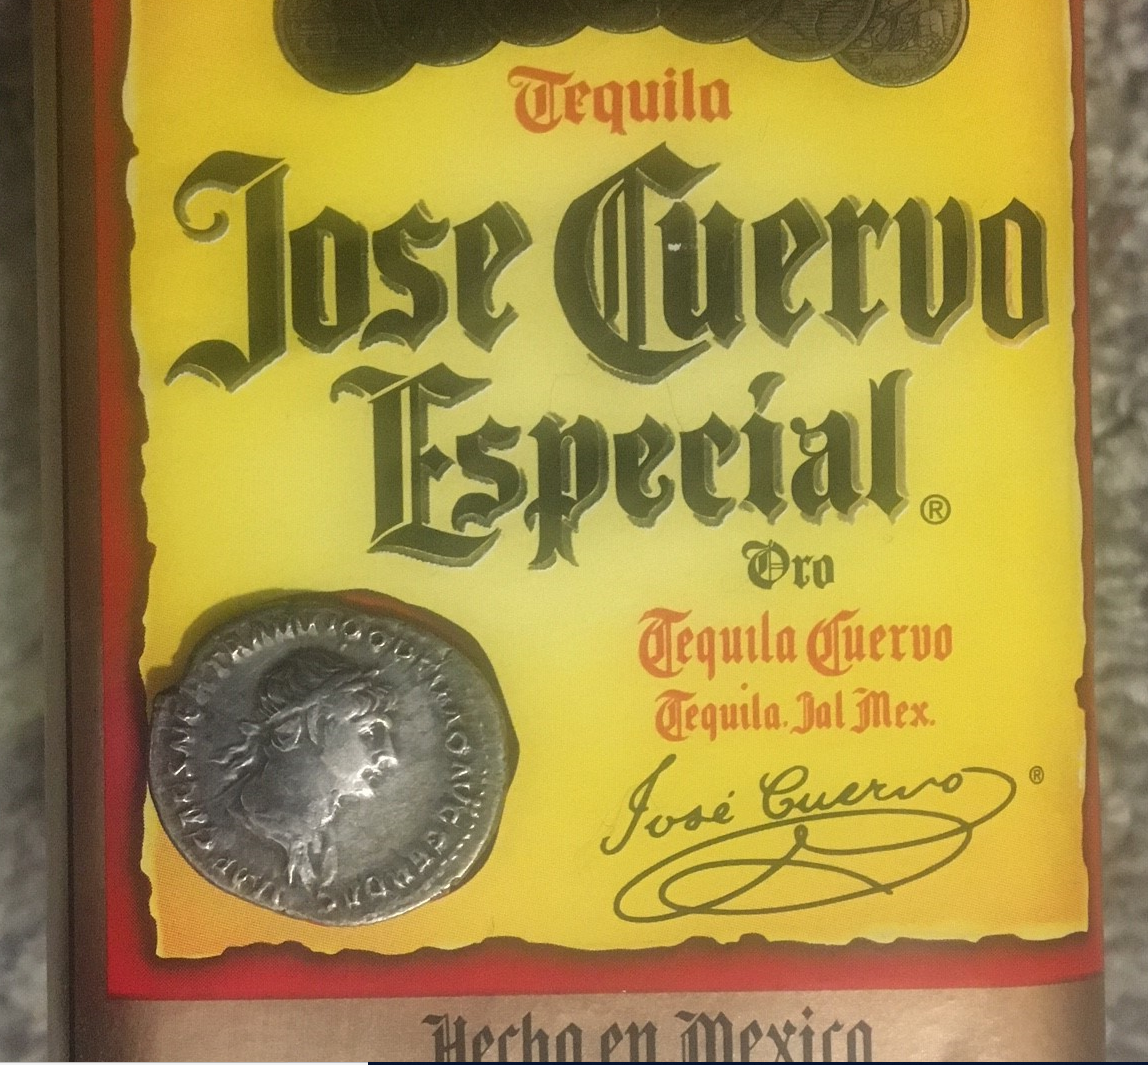 Tequila
Jose Cuervo
Especial®
Oro
Tequila Cuervo
Tequila. Jal Mex.
José Cuervo ®
Hecho en Mexico